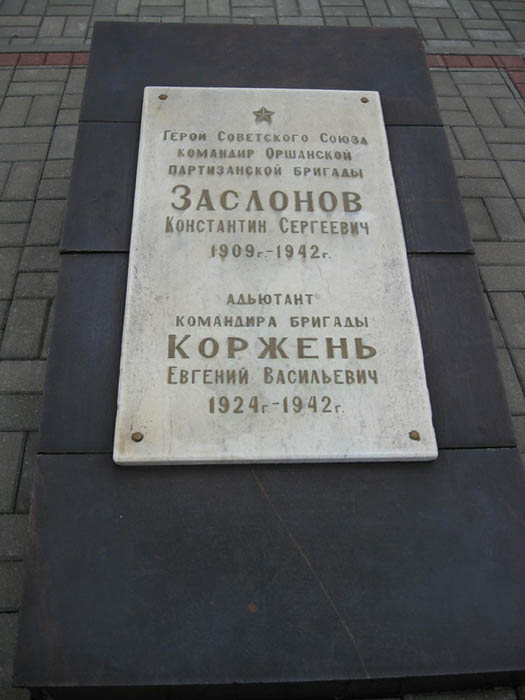 Герой Советского Союза
командир Оршанской
партизанской бригады
Заслонов
Константин Сергеевич
1909г.-1942г.
адьютант
командира бригады
Коржень
Евгений Васильевич
1924г.-1942г.